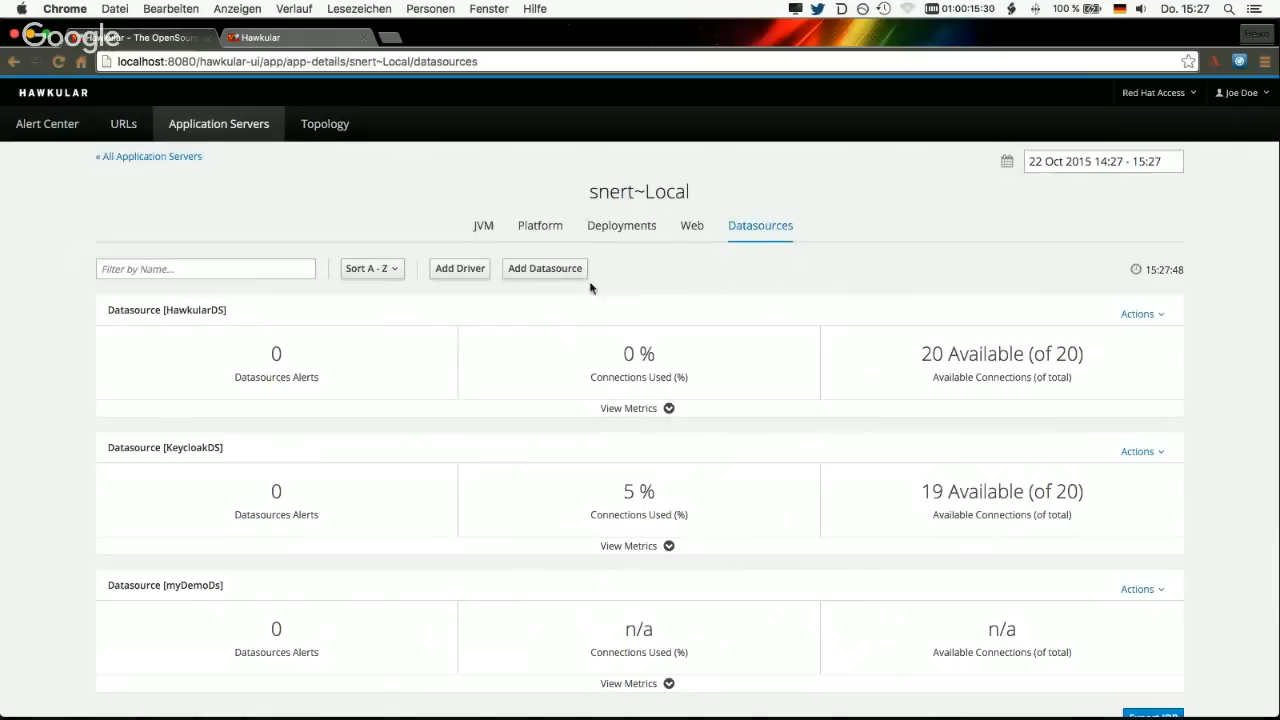 Chrome Datei Bearbeiten Anzeigen Verlauf Lesezeichen Personen Fenster Hilfe 01:00:15:30 100 % Do. 15:27
Google
Hawkular - The OpenSourc Hawkular Heiko
localhost:8080/hawkular-ui/app/app-details/snert~Local/datasources
HAWKULAR Red Hat Access Joe Doe
Alert Center URLs Application Servers Topology
« All Application Servers 22 Oct 2015 14:27 - 15:27
snert~Local
JVM Platform Deployments Web Datasources
Filter by Name... Sort A - Z Add Driver Add Datasource 15:27:48
Datasource [HawkularDS] Actions
0 0 % 20 Available (of 20)
Datasources Alerts Connections Used (%) Available Connections (of total)
View Metrics
Datasource [KeycloakDS] Actions
0 5 % 19 Available (of 20)
Datasources Alerts Connections Used (%) Available Connections (of total)
View Metrics
Datasource [myDemoDs] Actions
0 n/a n/a
Datasources Alerts Connections Used (%) Available Connections (of total)
View Metrics